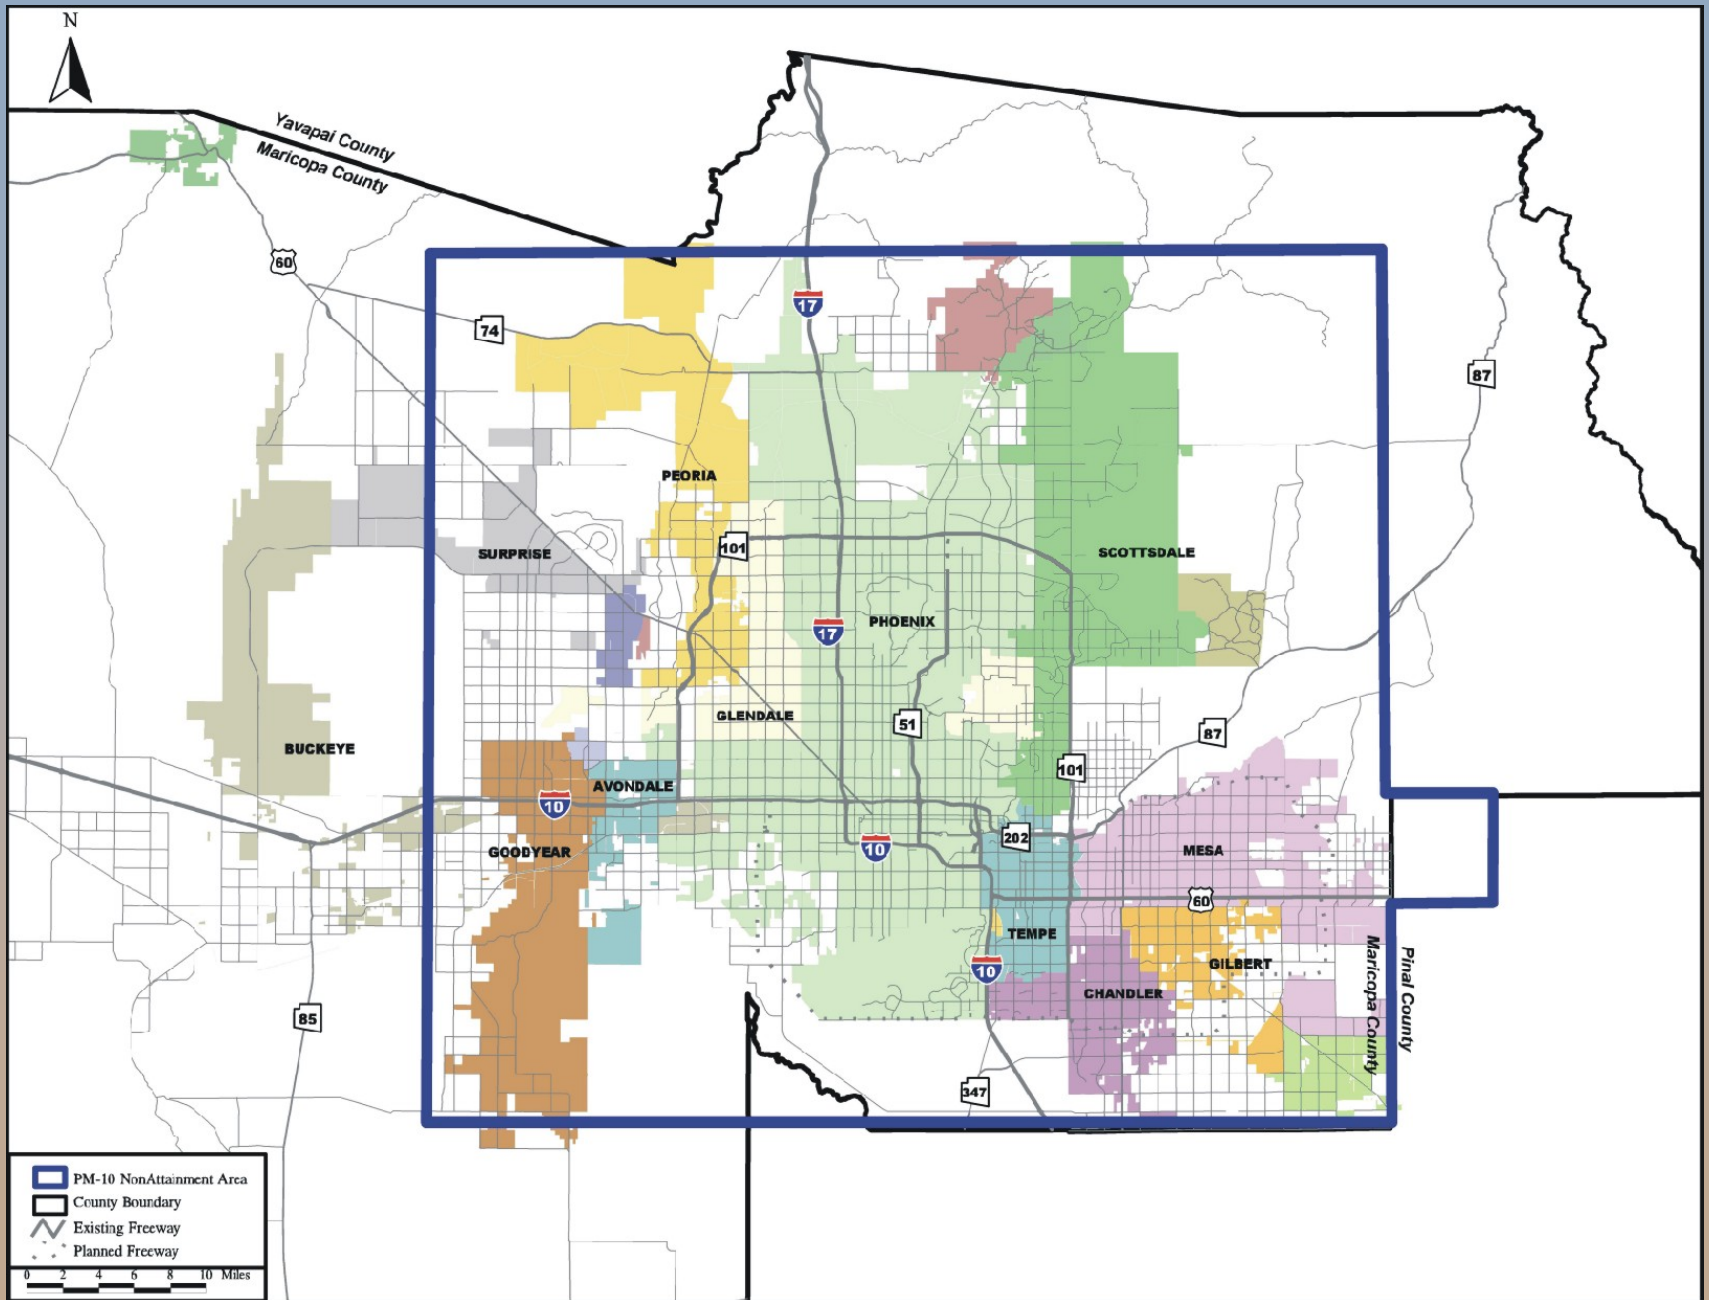 N
Yavapai County
Maricopa County
60
17
74
87
PEORIA
101
SURPRISE
SCOTTSDALE
17
PHOENIX
GLENDALE
51
87
BUCKEYE
101
AVONDALE
10
202
10
GOODYEAR
MESA
60
TEMPE
10
GILBERT
CHANDLER
Maricopa County
Pinal County
85
347
PM-10 NonAttainment Area
County Boundary
Existing Freeway
Planned Freeway
0 2 4 6 8 10 Miles